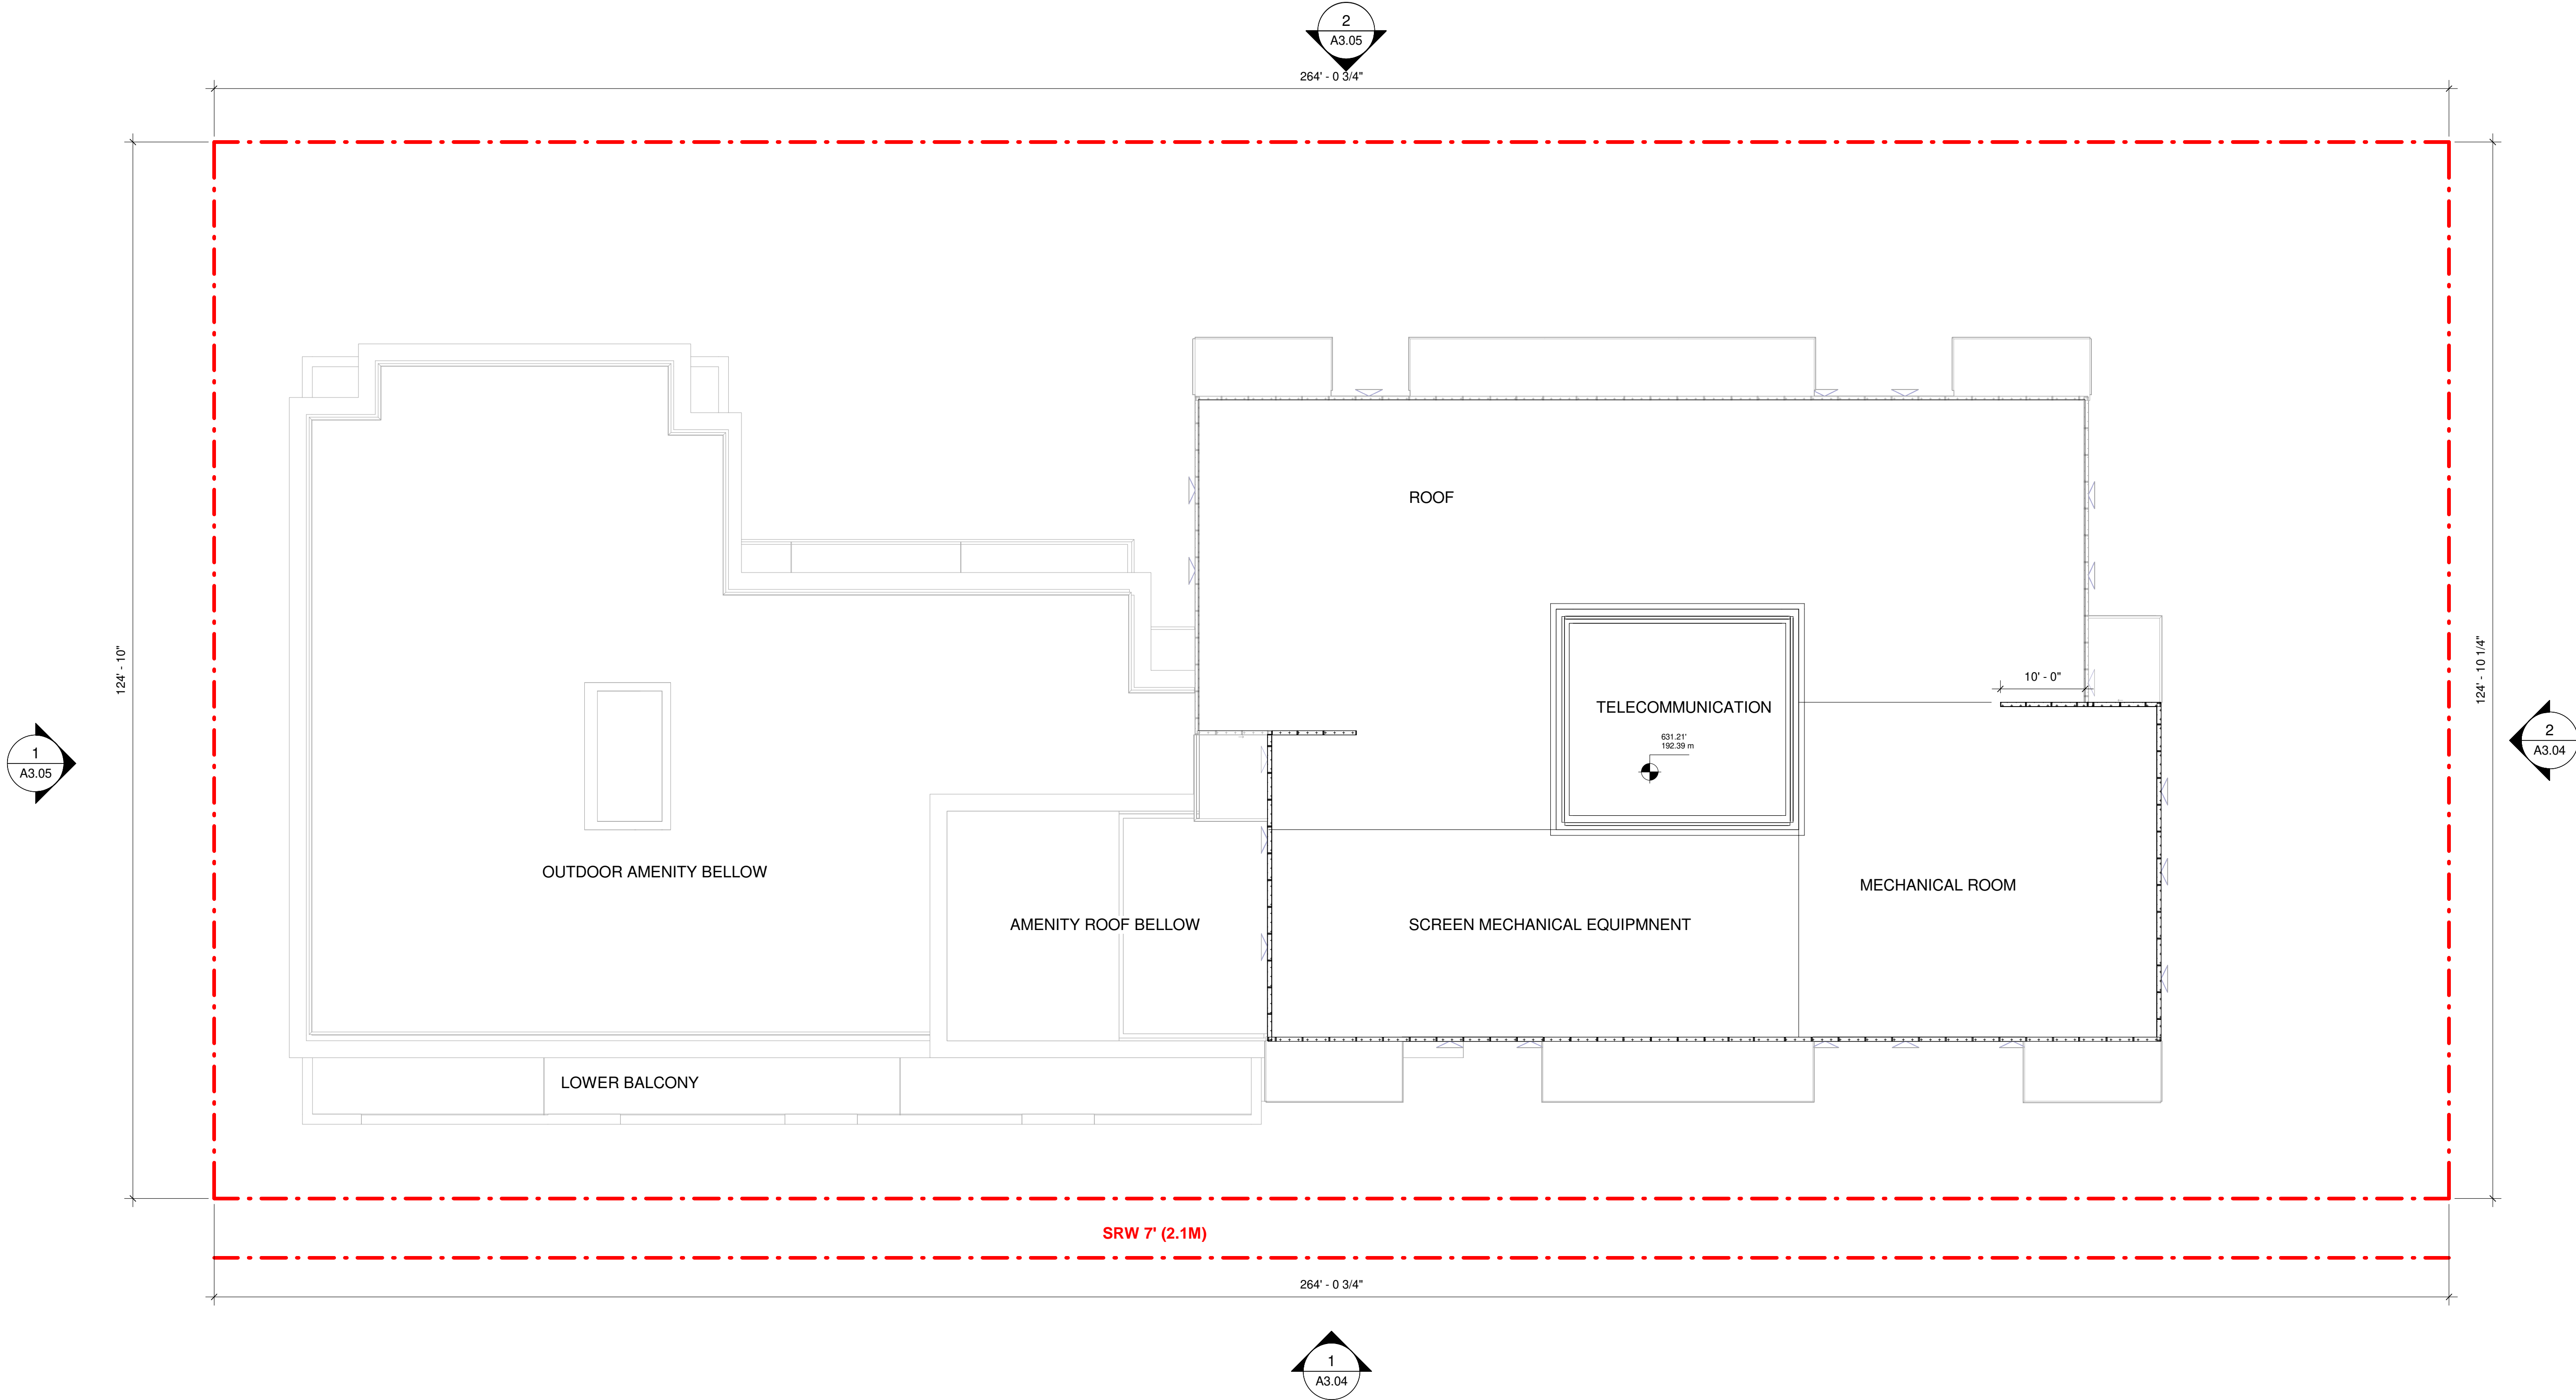 2
A3.05
264' - 0 3/4"
124' - 10"
124' - 10 1/4"
ROOF
10' - 0"
TELECOMMUNICATION
631.21'
192.39 m
1
A3.05
2
A3.04
OUTDOOR AMENITY BELLOW
MECHANICAL ROOM
AMENITY ROOF BELLOW
SCREEN MECHANICAL EQUIPMNENT
LOWER BALCONY
SRW 7' (2.1M)
264' - 0 3/4"
1
A3.04